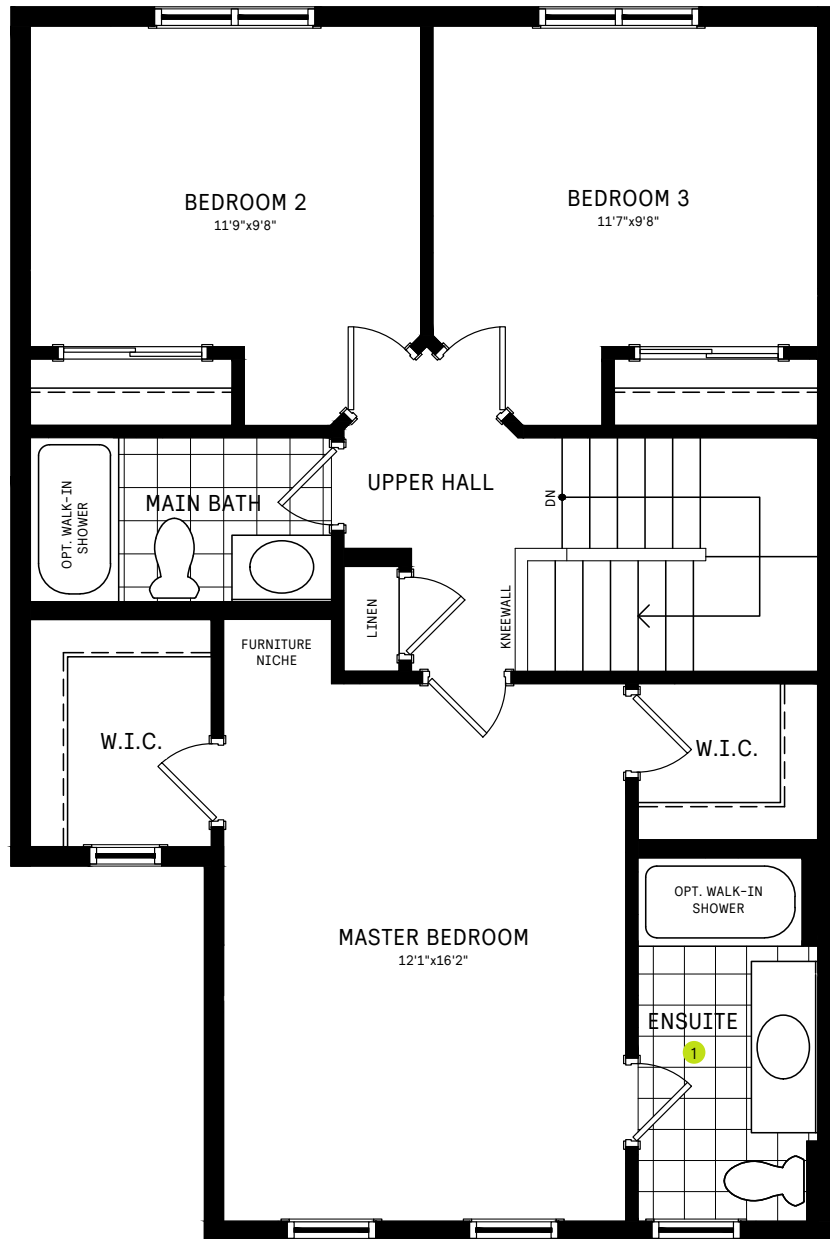 BEDROOM 2
11'9"x9'8"
BEDROOM 3
11'7"x9'8"
OPT. WALK-IN
SHOWER
MAIN BATH
UPPER HALL
DN
LINEN
KNEEWALL
FURNITURE
NICHE
W.I.C.
W.I.C.
OPT. WALK-IN
SHOWER
MASTER BEDROOM
12'1"x16'2"
ENSUITE
1